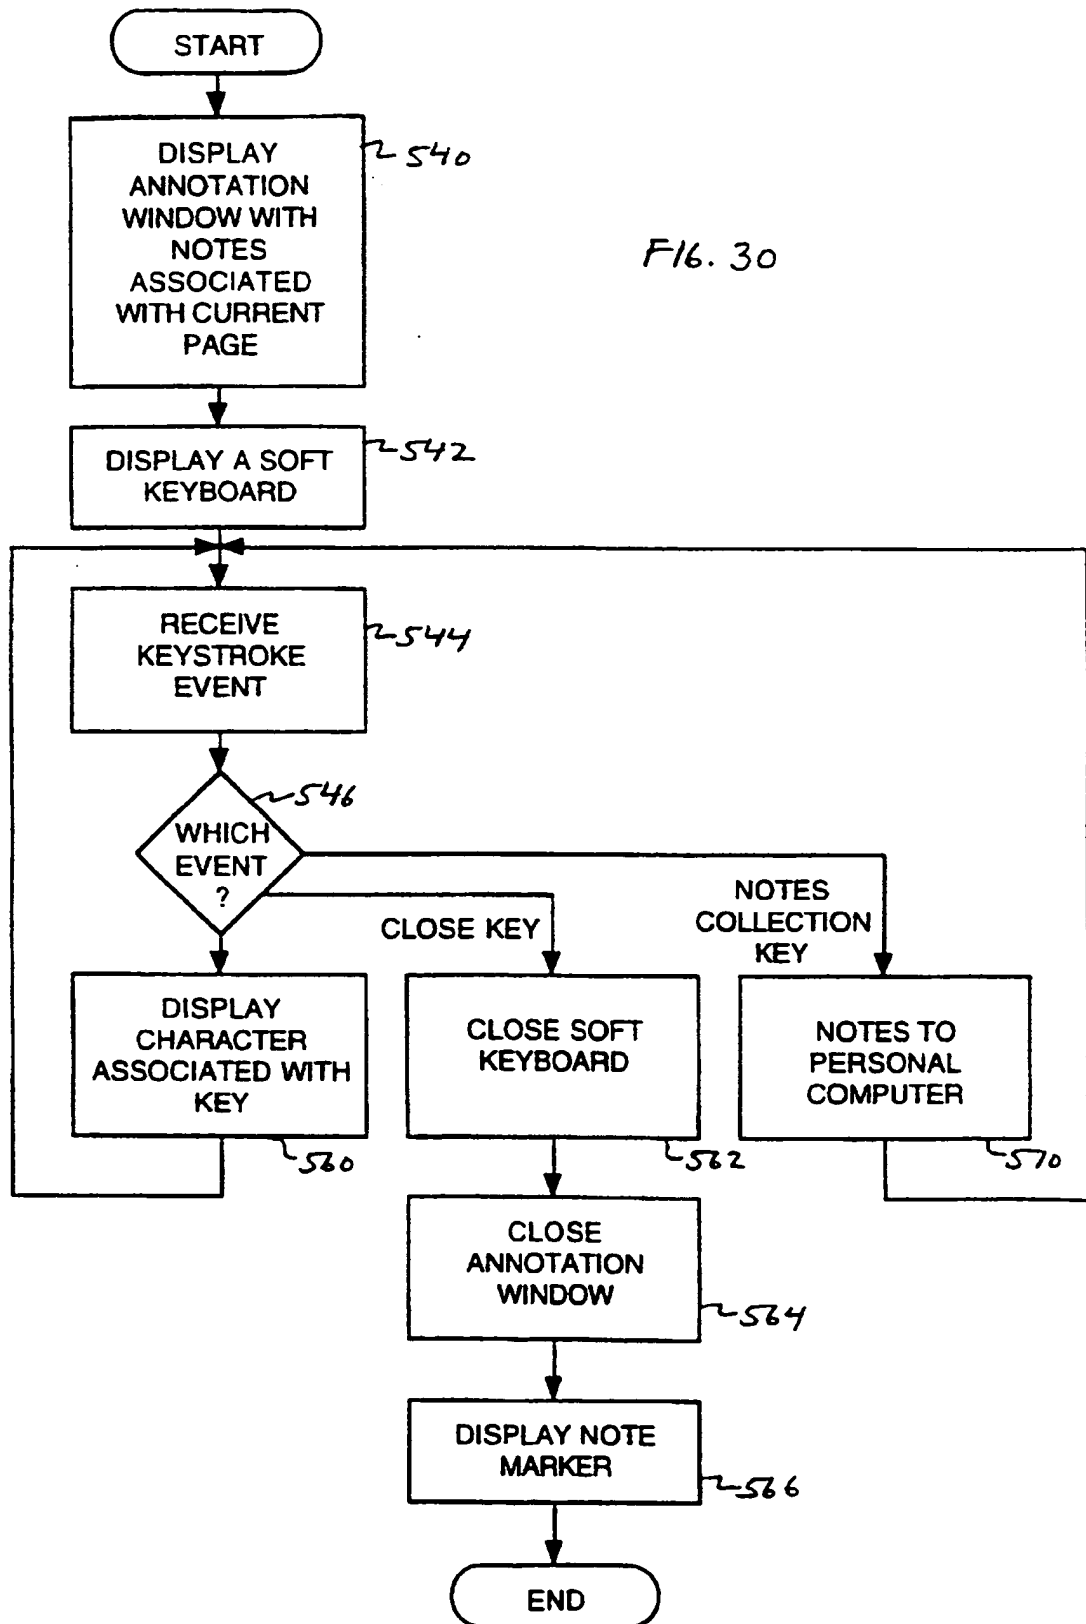 START
DISPLAY
ANNOTATION
WINDOW WITH
NOTES
ASSOCIATED
WITH CURRENT
PAGE
540
FIG. 30
DISPLAY A SOFT
KEYBOARD
542
RECEIVE
KEYSTROKE
EVENT
544
WHICH
EVENT
?
546
CLOSE KEY
NOTES
COLLECTION
KEY
DISPLAY
CHARACTER
ASSOCIATED WITH
KEY
560
CLOSE SOFT
KEYBOARD
562
NOTES TO
PERSONAL
COMPUTER
570
CLOSE
ANNOTATION
WINDOW
564
DISPLAY NOTE
MARKER
566
END